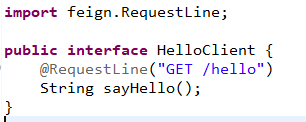 import feign.RequestLine;
public interface HelloClient {
@RequestLine("GET /hello")
String sayHello();
}